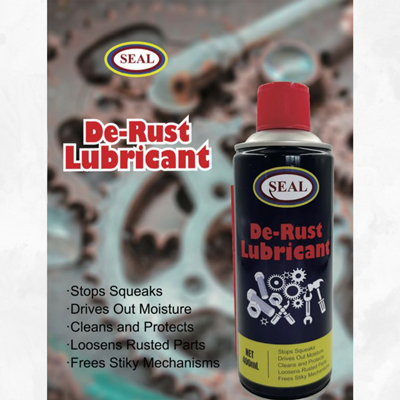 SEAL
De-Rust
Lubricant
·Stops Squeaks
·Drives Out Moisture
·Cleans and Protects
·Loosens Rusted Parts
·Frees Stiky Mechanisms
SEAL
De-Rust
Lubricant
NET
400mL
·Stops Squeaks
·Drives Out Moisture
·Cleans and Protects
·Loosens Rusted Parts
·Frees Stiky Mechanisms